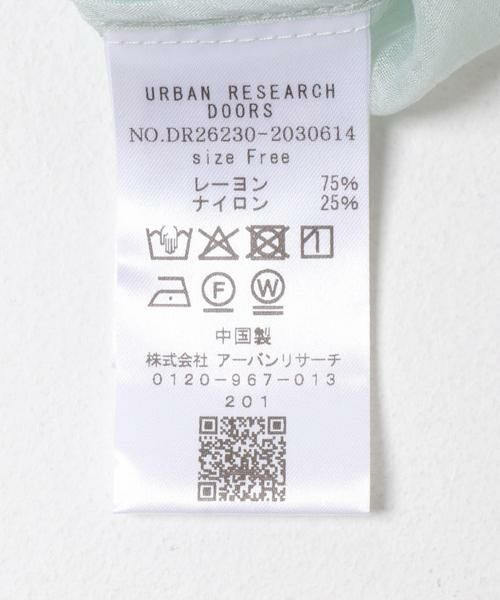 URBAN RESEARCH
DOORS
NO.DR26230-2030614
size Free
レーヨン 75%
ナイロン 25%
F W
中国製
株式会社 アーバンリサーチ
0120-967-013
201